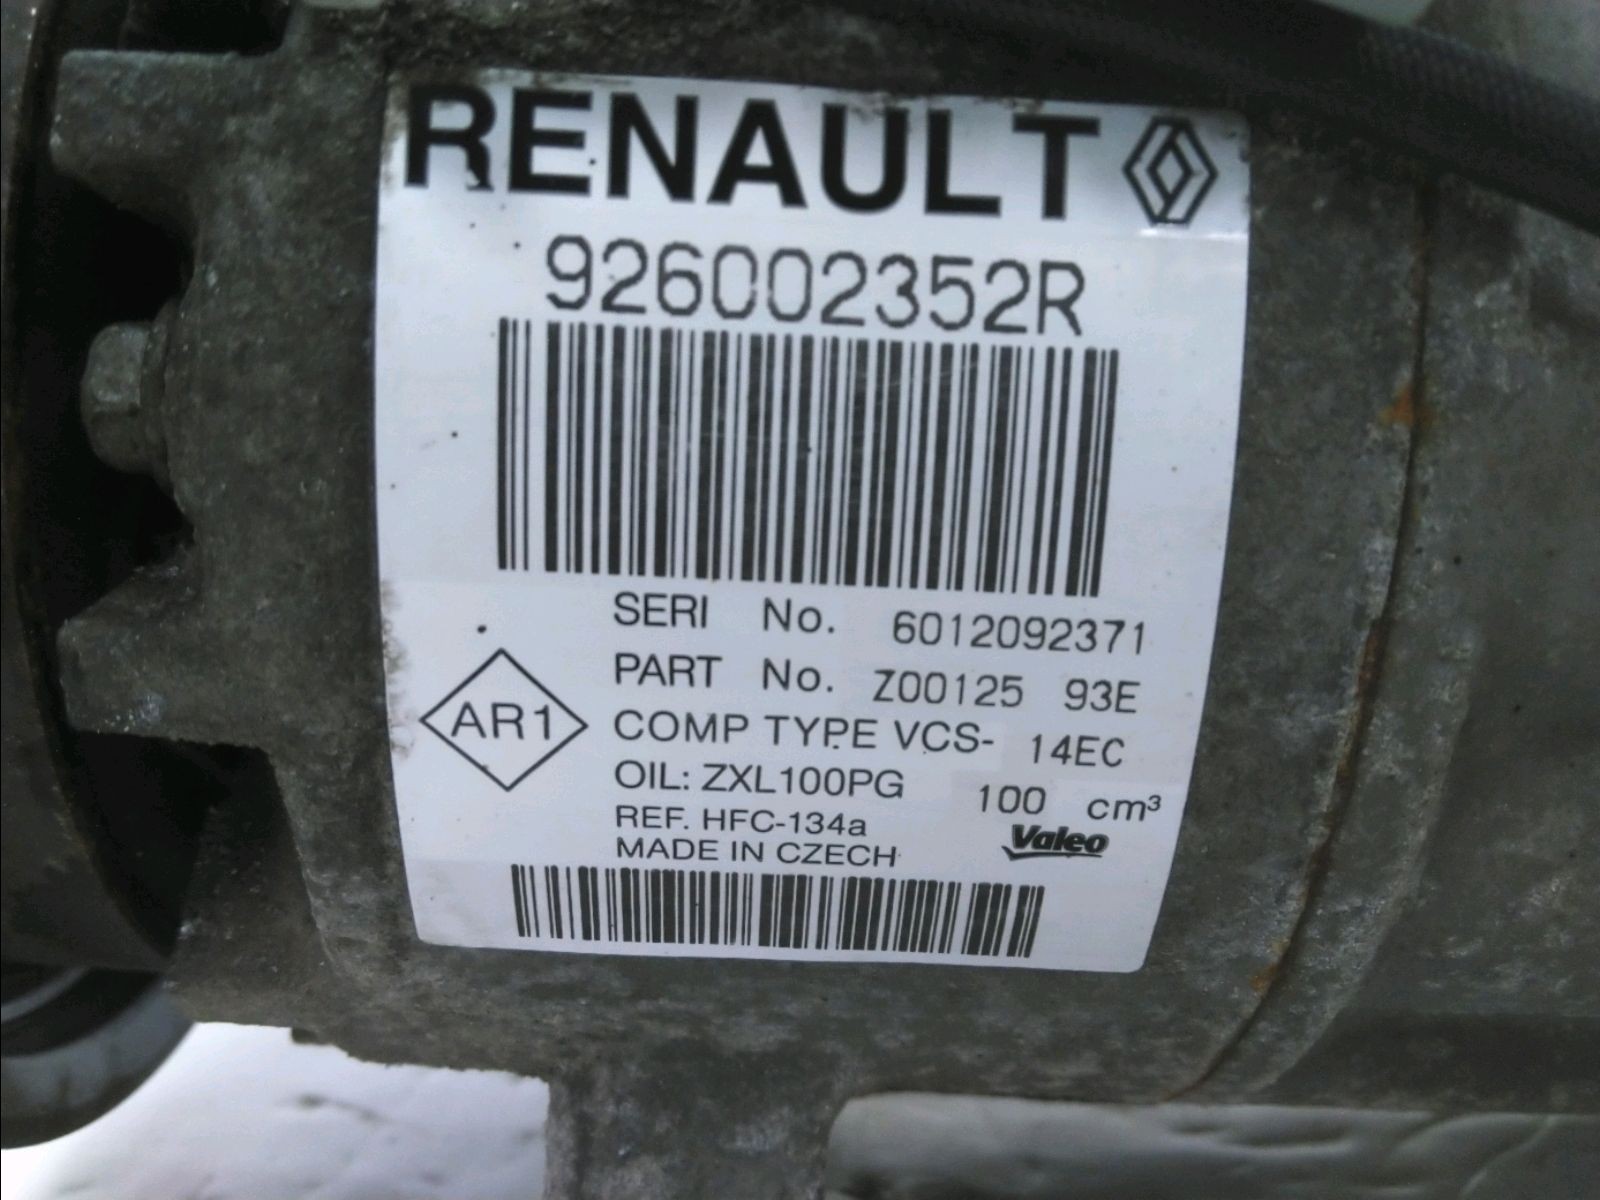 RENAULT
926002352R
SERI No. 6012092371
PART No. Z00125 93E
AR1
COMP TYPE VCS- 14EC
OIL: ZXL100PG 100 cm³
REF. HFC-134a
Valeo
MADE IN CZECH